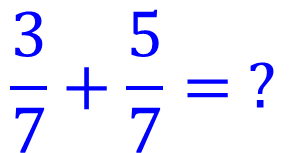 3/7 + 5/7 = ?